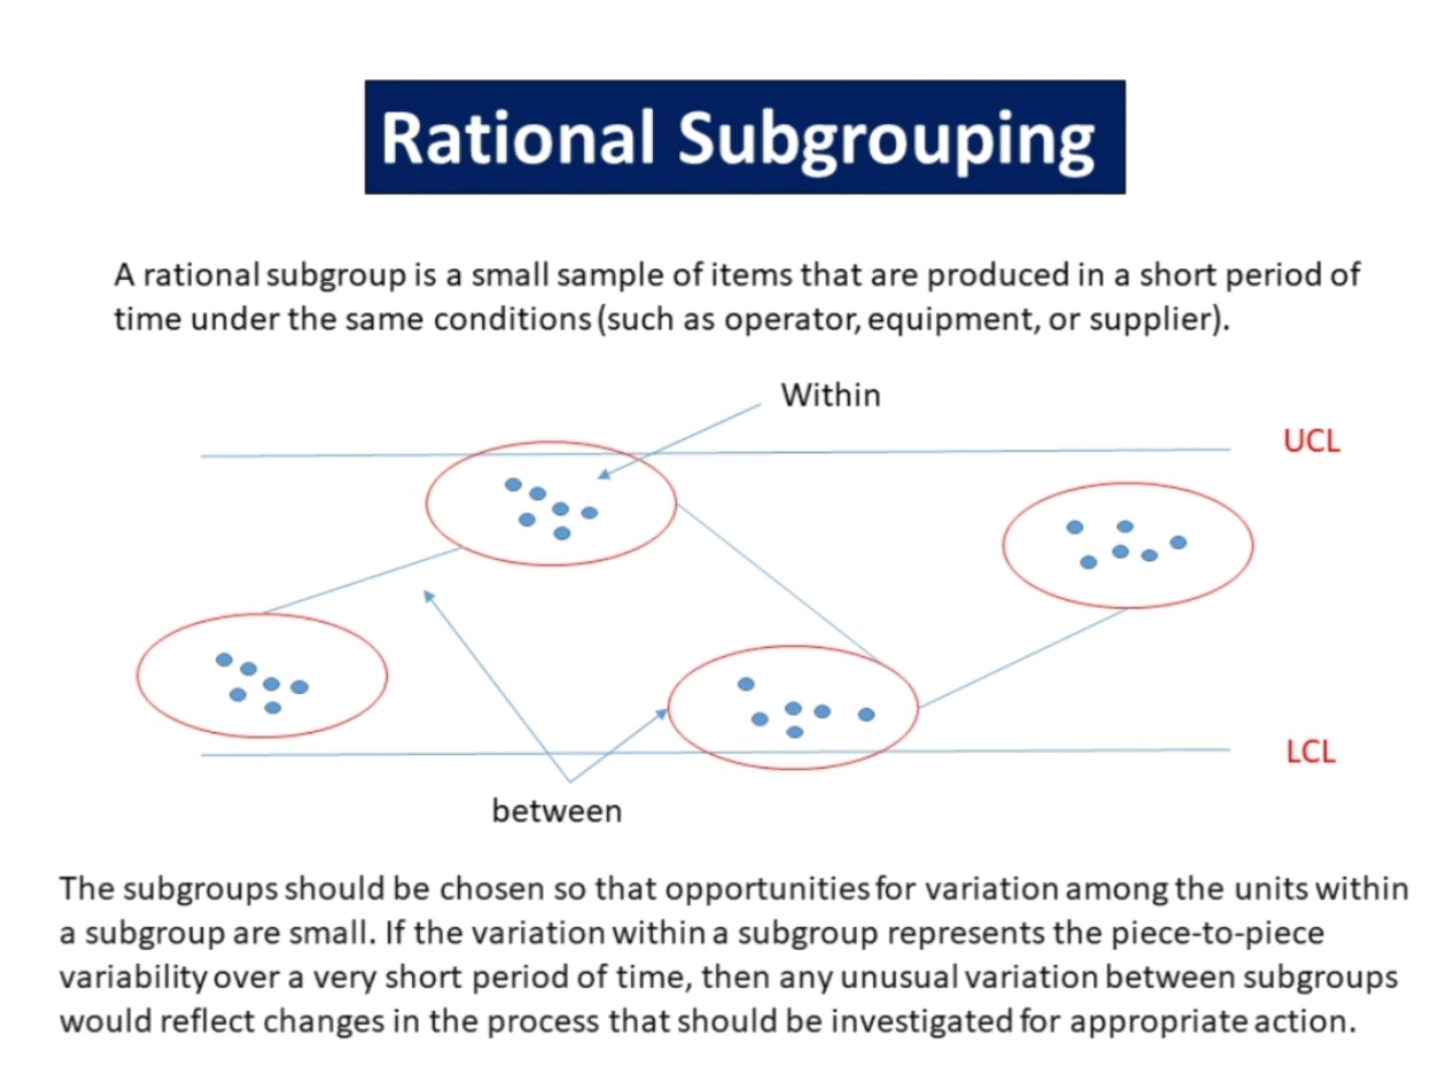 Rational Subgrouping
A rational subgroup is a small sample of items that are produced in a short period of
time under the same conditions (such as operator, equipment, or supplier).
Within
UCL
LCL
between
The subgroups should be chosen so that opportunities for variation among the units within
a subgroup are small. If the variation within a subgroup represents the piece-to-piece
variability over a very short period of time, then any unusual variation between subgroups
would reflect changes in the process that should be investigated for appropriate action.